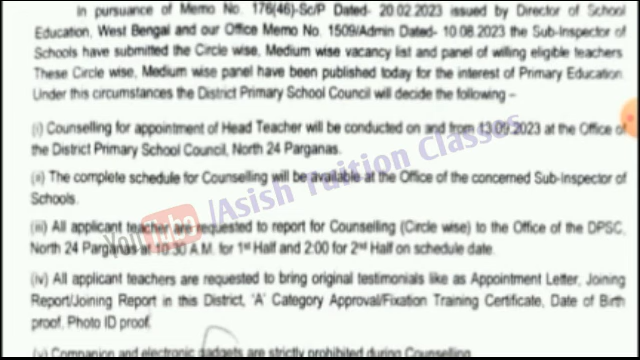 In pursuance of Memo No. 176(46)-Sc/P Dated- 20.02.2023 issued by Director of School
Education, West Bengal and our Office Memo No. 1509/Admin Dated- 10.08.2023 the Sub-Inspector of
Schools have submitted the Circle wise, Medium wise vacancy list and panel of willing eligible teachers.
These Circle wise, Medium wise panel have been published today for the interest of Primary Education.
Under this circumstances the District Primary School Council will decide the following –
(i) Counselling for appointment of Head Teacher will be conducted on and from 13.09.2023 at the Office of
the District Primary School Council, North 24 Parganas.
(ii) The complete schedule for Counselling will be available at the Office of the concerned Sub-Inspector of
Schools.
(iii) All applicant teacher are requested to report for Counselling (Circle wise) to the Office of the DPSC,
North 24 Parganas at 10:30 A.M. for 1st Half and 2:00 for 2nd Half on schedule date.
(iv) All applicant teachers are requested to bring original testimonials like as Appointment Letter, Joining
Report/Joining Report in this District, 'A' Category Approval/Fixation Training Certificate, Date of Birth
proof, Photo ID proof.
(v) Companion and electronic gadgets are strictly prohibited during Counselling
YouTube/Asish Tuition Classes